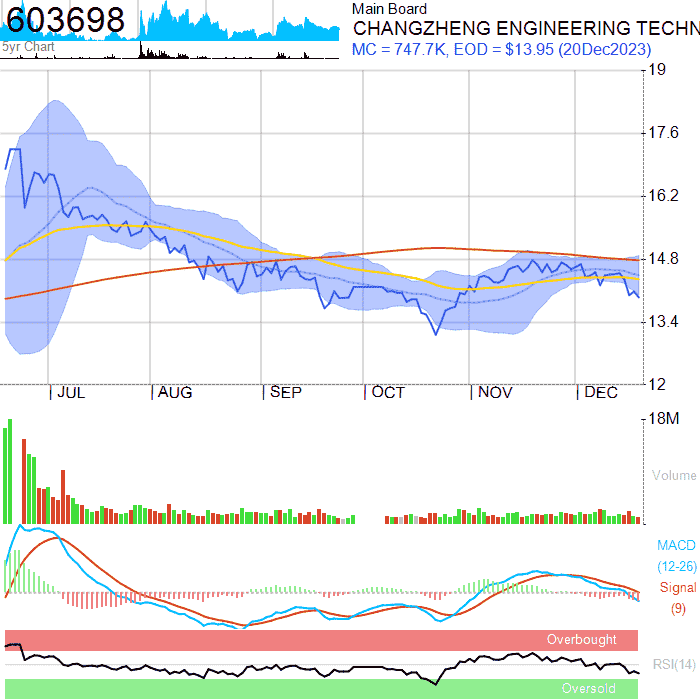 603698
5yr Chart
Main Board
CHANGZHENG ENGINEERING TECHN
MC = 747.7K, EOD = $13.95 (20Dec2023)
19
17.6
16.2
14.8
13.4
12
JUL AUG SEP OCT NOV DEC
18M
Volume
MACD
(12-26)
Signal
(9)
Overbought
RSI(14)
Oversold